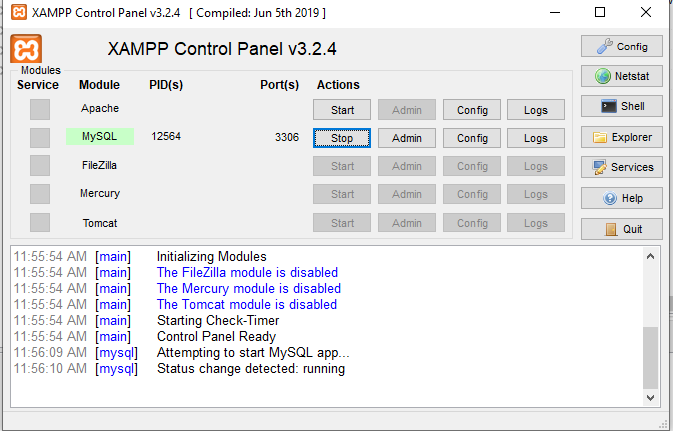 XAMPP Control Panel v3.2.4 [ Compiled: Jun 5th 2019 ]
XAMPP Control Panel v3.2.4
Config
Modules
Service Module PID(s) Port(s) Actions
Netstat
Apache Start Admin Config Logs
Shell
MySQL 12564 3306 Stop Admin Config Logs
Explorer
FileZilla Start Admin Config Logs
Services
Mercury Start Admin Config Logs
Help
Tomcat Start Admin Config Logs
Quit
11:55:54 AM [main] Initializing Modules
11:55:54 AM [main] The FileZilla module is disabled
11:55:54 AM [main] The Mercury module is disabled
11:55:54 AM [main] The Tomcat module is disabled
11:55:54 AM [main] Starting Check-Timer
11:55:54 AM [main] Control Panel Ready
11:56:09 AM [mysql] Attempting to start MySQL app...
11:56:10 AM [mysql] Status change detected: running